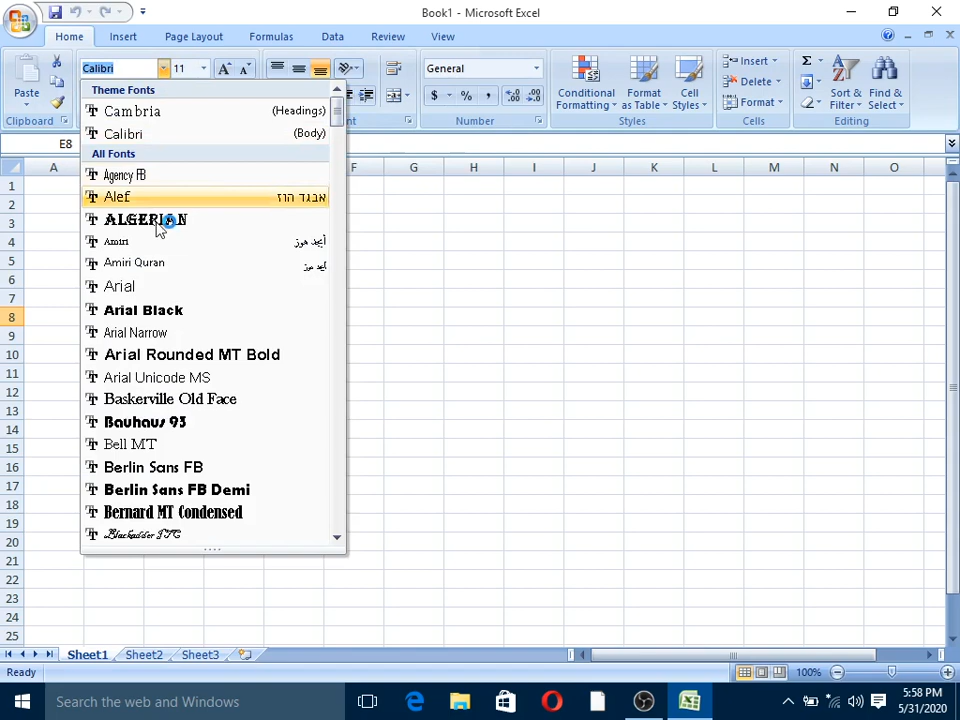 Book1 - Microsoft Excel
Home Insert Page Layout Formulas Data Review View
Calibri 11 General
Paste
Conditional Formatting
Format as Table
Cell Styles
Insert
Delete
Format
Sort & Filter
Find & Select
Clipboard Number Styles Cells Editing
E8
Theme Fonts
Cambria (Headings)
Calibri (Body)
All Fonts
Agency FB
Alef אבגד הוז
ALGERIAN
Amiri أبجد هوز
Amiri Quran أبجد هوز
Arial
Arial Black
Arial Narrow
Arial Rounded MT Bold
Arial Unicode MS
Baskerville Old Face
Bauhaus 93
Bell MT
Berlin Sans FB
Berlin Sans FB Demi
Bernard MT Condensed
Blackadder ITC
A F G H I J K L M N O
1
2
3
4
5
6
7
8
9
10
11
12
13
14
15
16
17
18
19
20
21
22
23
24
25
Sheet1 Sheet2 Sheet3
Ready 100%
Search the web and Windows
5:58 PM
5/31/2020